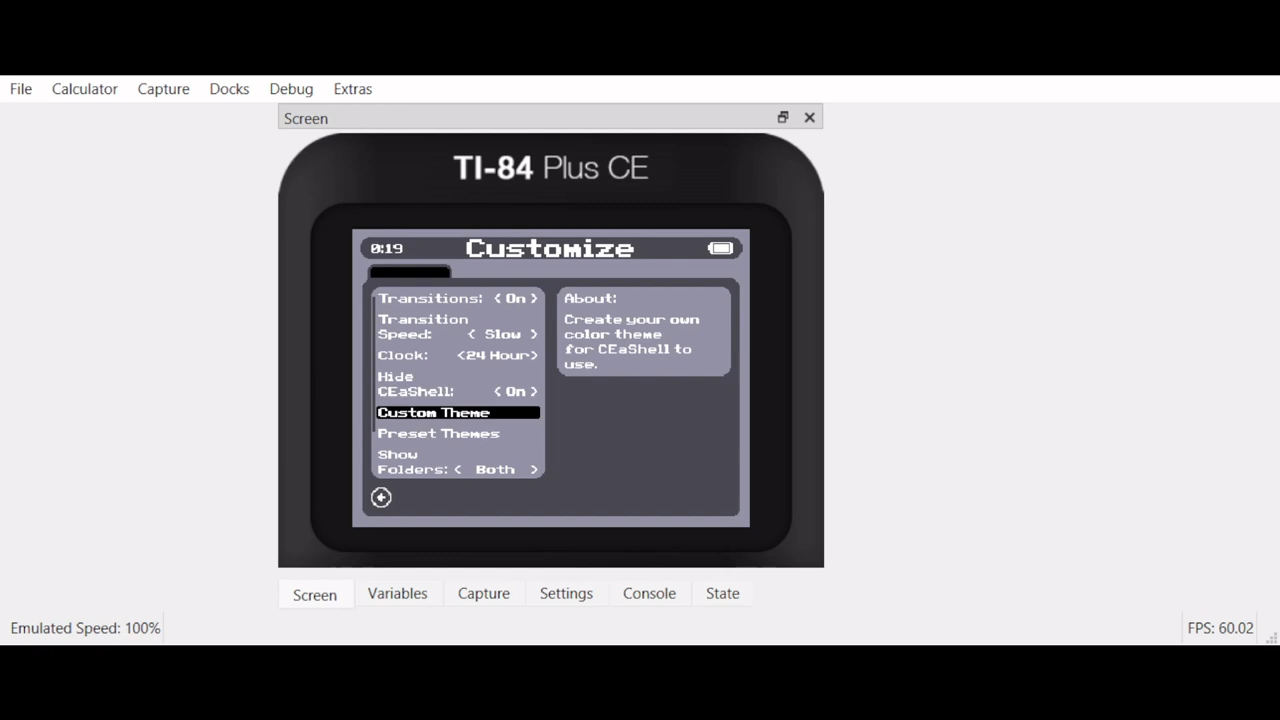 File Calculator Capture Docks Debug Extras
Screen
TI-84 Plus CE
0:19 Customize
Transitions: < On >
Transition
Speed: < Slow >
Clock: <24 Hour>
Hide
CEaShell: < On >
Custom Theme
Preset Themes
Show
Folders: < Both >
About:
Create your own
color theme
for CEaShell to
use.
Screen Variables Capture Settings Console State
Emulated Speed: 100% FPS: 60.02